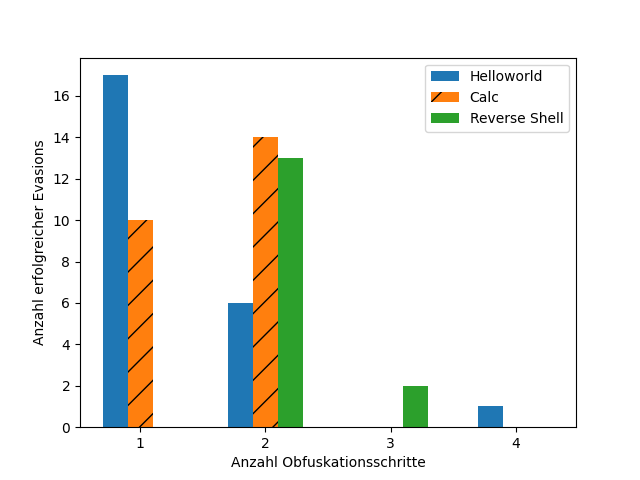 Helloworld
Calc
Reverse Shell
Anzahl erfolgreicher Evasions
16
14
12
10
8
6
4
2
0
1 2 3 4
Anzahl Obfuskationsschritte